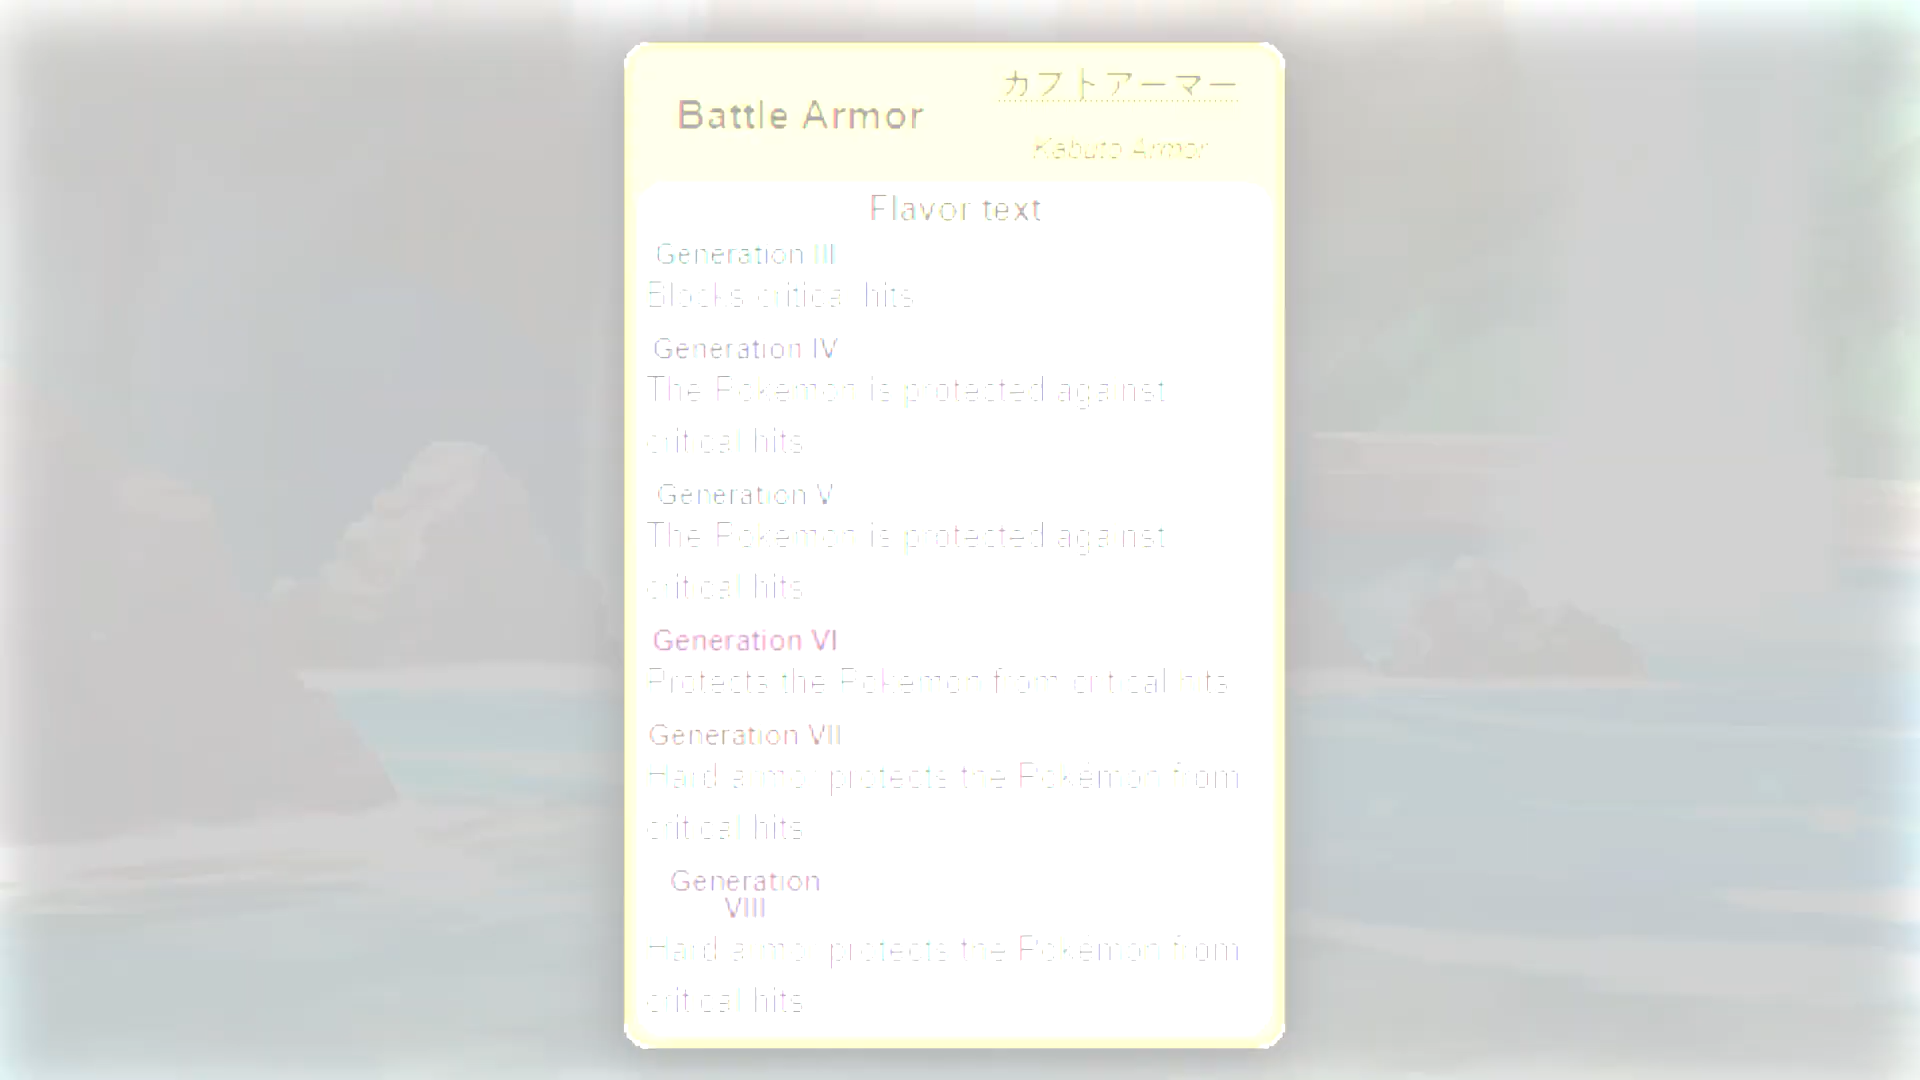 Battle Armor
カブトアーマー
Kabuto Armor
Flavor text
Generation III
Blocks critical hits
Generation IV
The Pokémon is protected against
critical hits
Generation V
The Pokémon is protected against
critical hits
Generation VI
Protects the Pokémon from critical hits
Generation VII
Hard armor protects the Pokémon from
critical hits
Generation
VIII
Hard armor protects the Pokémon from
critical hits